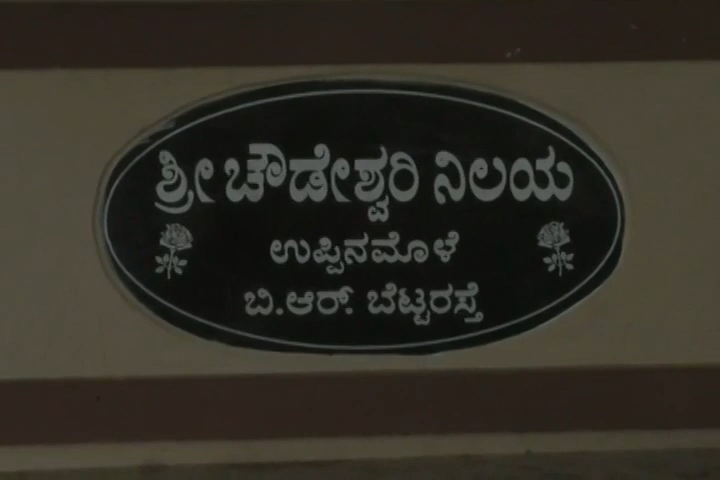 ಶ್ರೀ ಚೌಡೇಶ್ವರಿ ನಿಲಯ
ಉಪ್ಪಿನಮೊಳೆ
ಬಿ.ಆರ್. ಬೆಟ್ಟರಸ್ತೆ